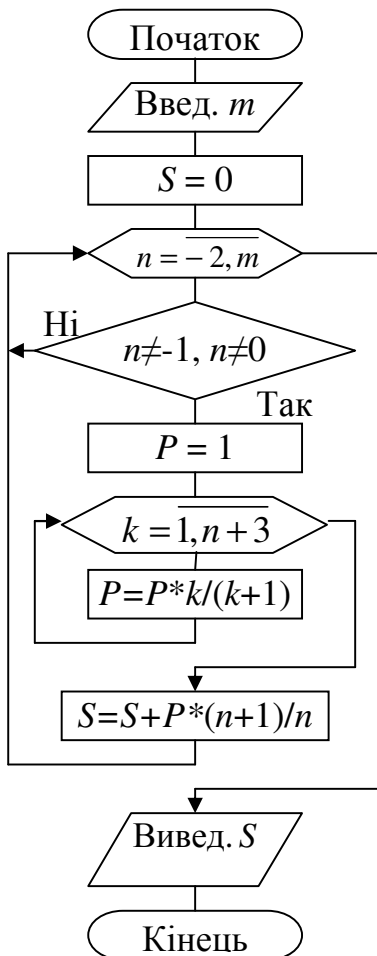 Початок
Введ. m
S = 0
n = -2, m
Ні
n≠-1, n≠0
Так
P = 1
k = 1, n + 3
P=P*k/(k+1)
S=S+P*(n+1)/n
Вивед. S
Кінець